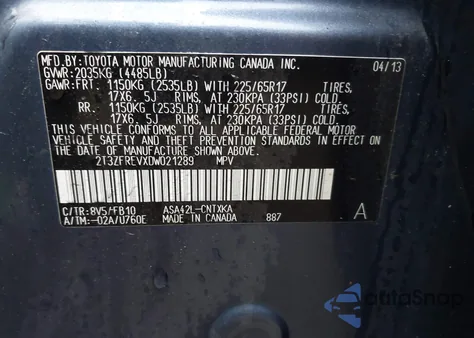 MFD.BY:TOYOTA MOTOR MANUFACTURING CANADA INC. 04/13
GVWR:2035KG (4485LB)
GAWR:FRT. 1150KG (2535LB) WITH 225/65R17 TIRES,
17X6. 5J RIMS, AT 230KPA (33PSI) COLD.
RR. 1150KG (2535LB) WITH 225/65R17 TIRES,
17X6. 5J RIMS, AT 230KPA (33PSI) COLD.
THIS VEHICLE CONFORMS TO ALL APPLICABLE FEDERAL MOTOR
VEHICLE SAFETY STANDARDS IN EFFECT ON THE
DATE OF MANUFACTURE SHOWN ABOVE.
2T3ZFREVXDW021289 MPV
C/TR:8V5/FB10 ASA42L-CNTXKA
A/TM:-02A/U760E MADE IN CANADA 887 A
AutoSnap